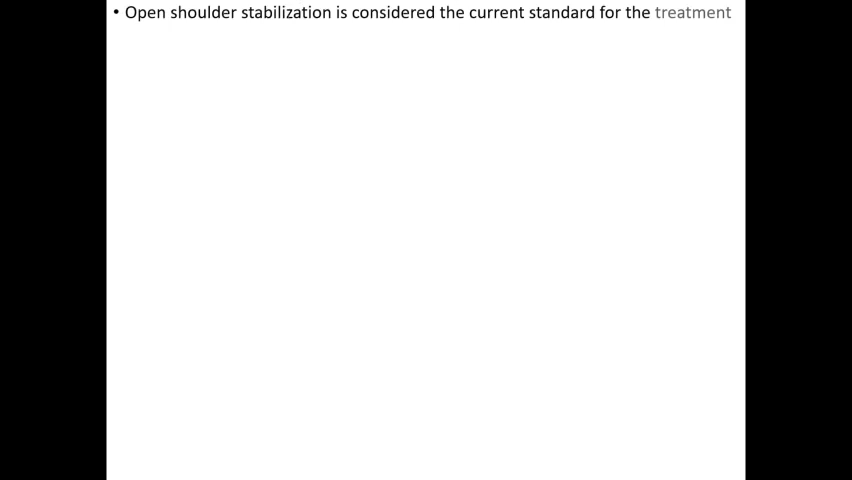 • Open shoulder stabilization is considered the current standard for the treatment